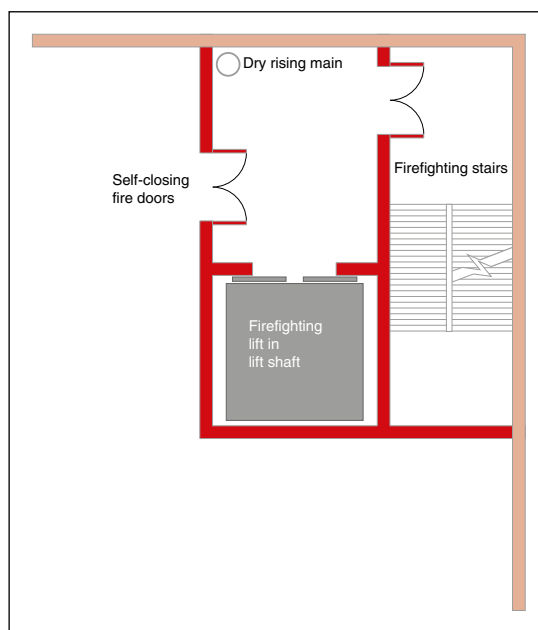 Dry rising main
Self-closing
fire doors
Firefighting stairs
Firefighting
lift in
lift shaft